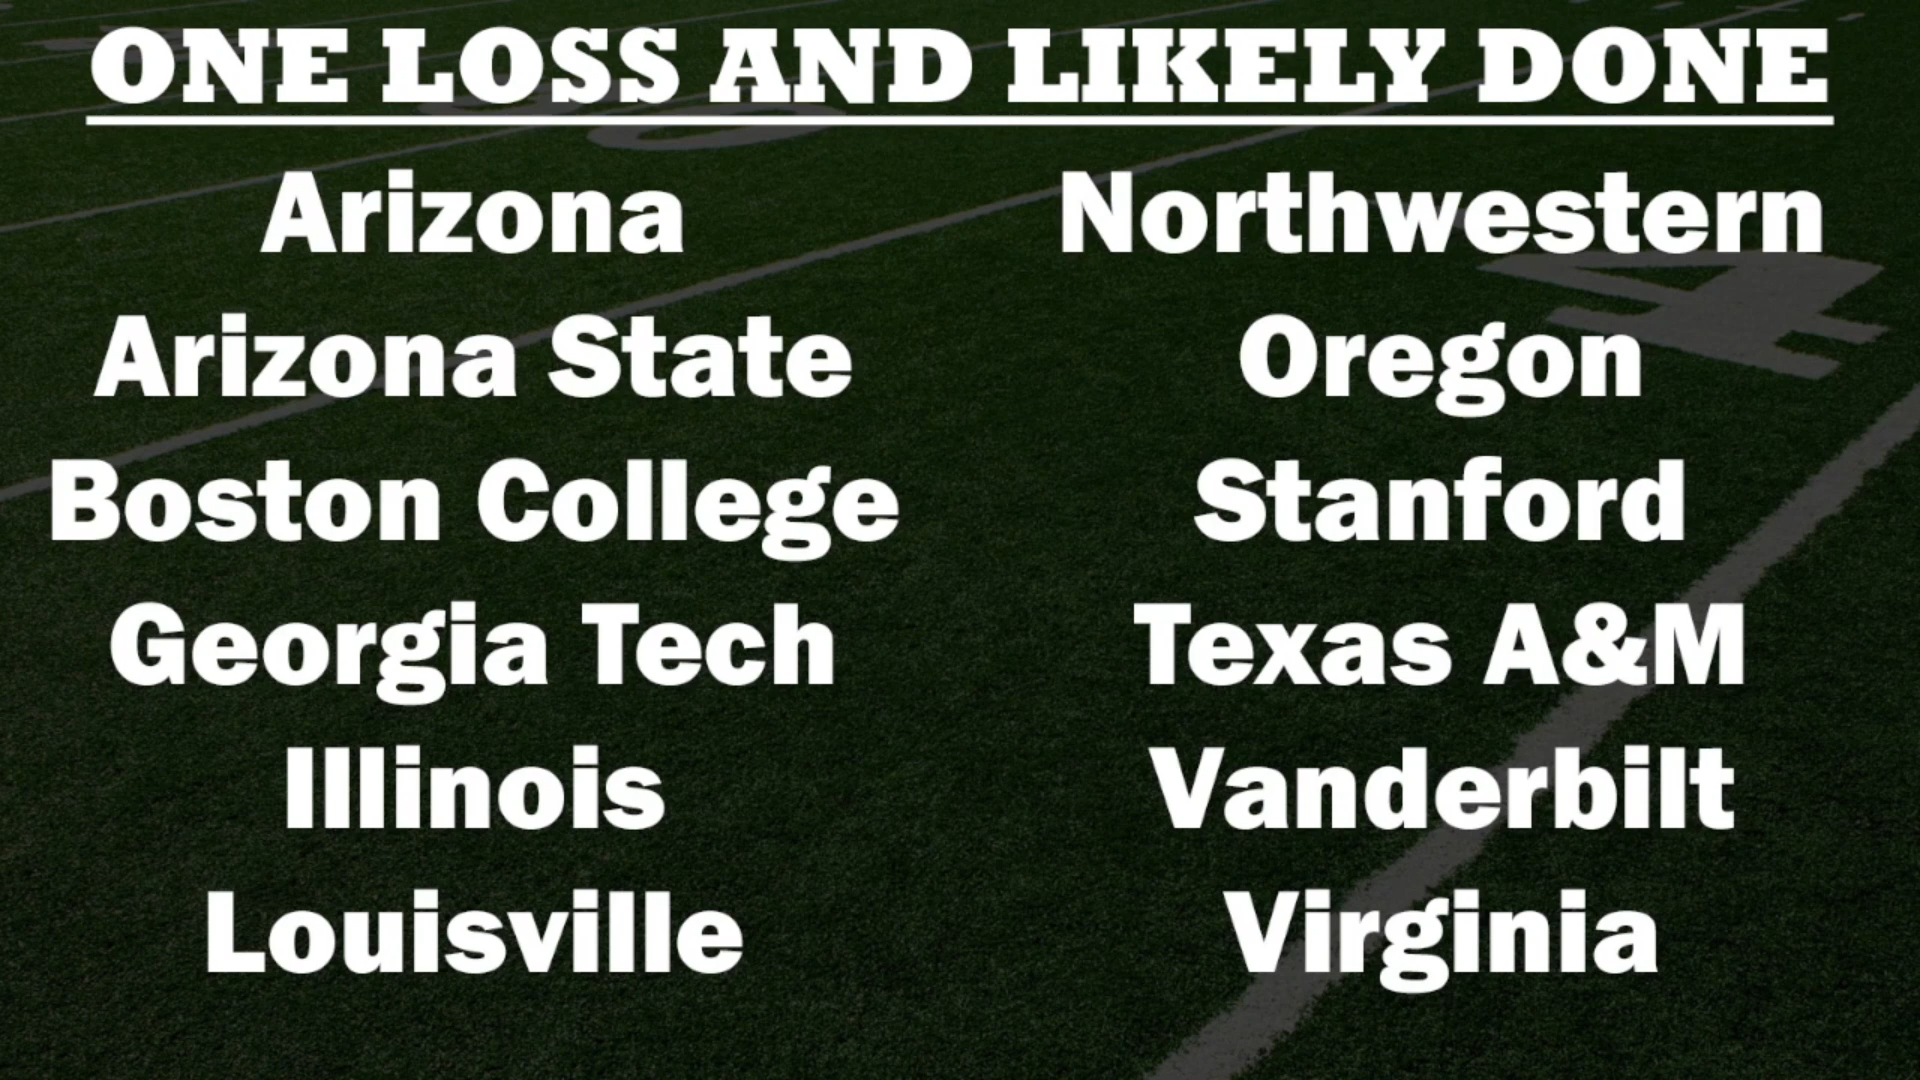 ONE LOSS AND LIKELY DONE
Arizona
Arizona State
Boston College
Georgia Tech
Illinois
Louisville
Northwestern
Oregon
Stanford
Texas A&M
Vanderbilt
Virginia